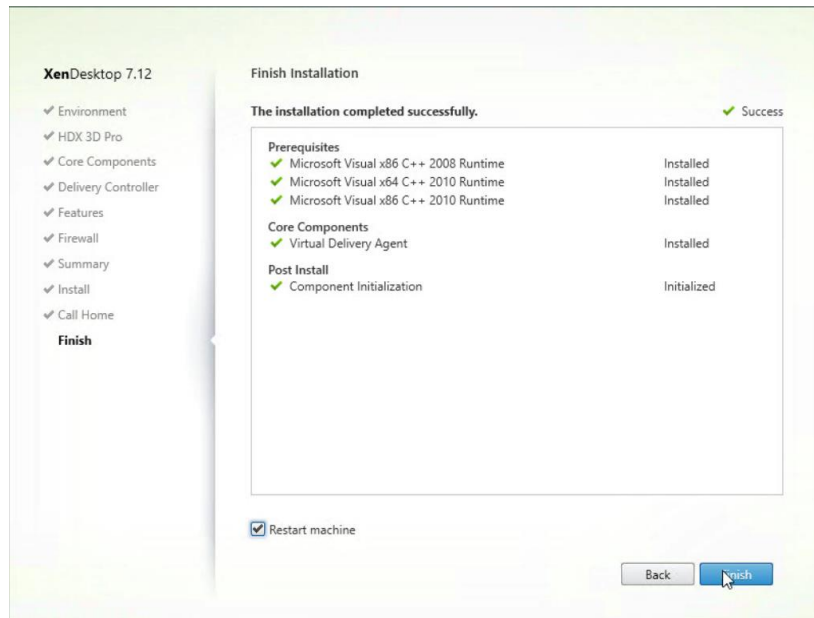 XenDesktop 7.12
Environment
HDX 3D Pro
Core Components
Delivery Controller
Features
Firewall
Summary
Install
Call Home
Finish
Finish Installation
The installation completed successfully. Success
Prerequisites
Microsoft Visual x86 C++ 2008 Runtime Installed
Microsoft Visual x64 C++ 2010 Runtime Installed
Microsoft Visual x86 C++ 2010 Runtime Installed
Core Components
Virtual Delivery Agent Installed
Post Install
Component Initialization Initialized
Restart machine
Back Finish